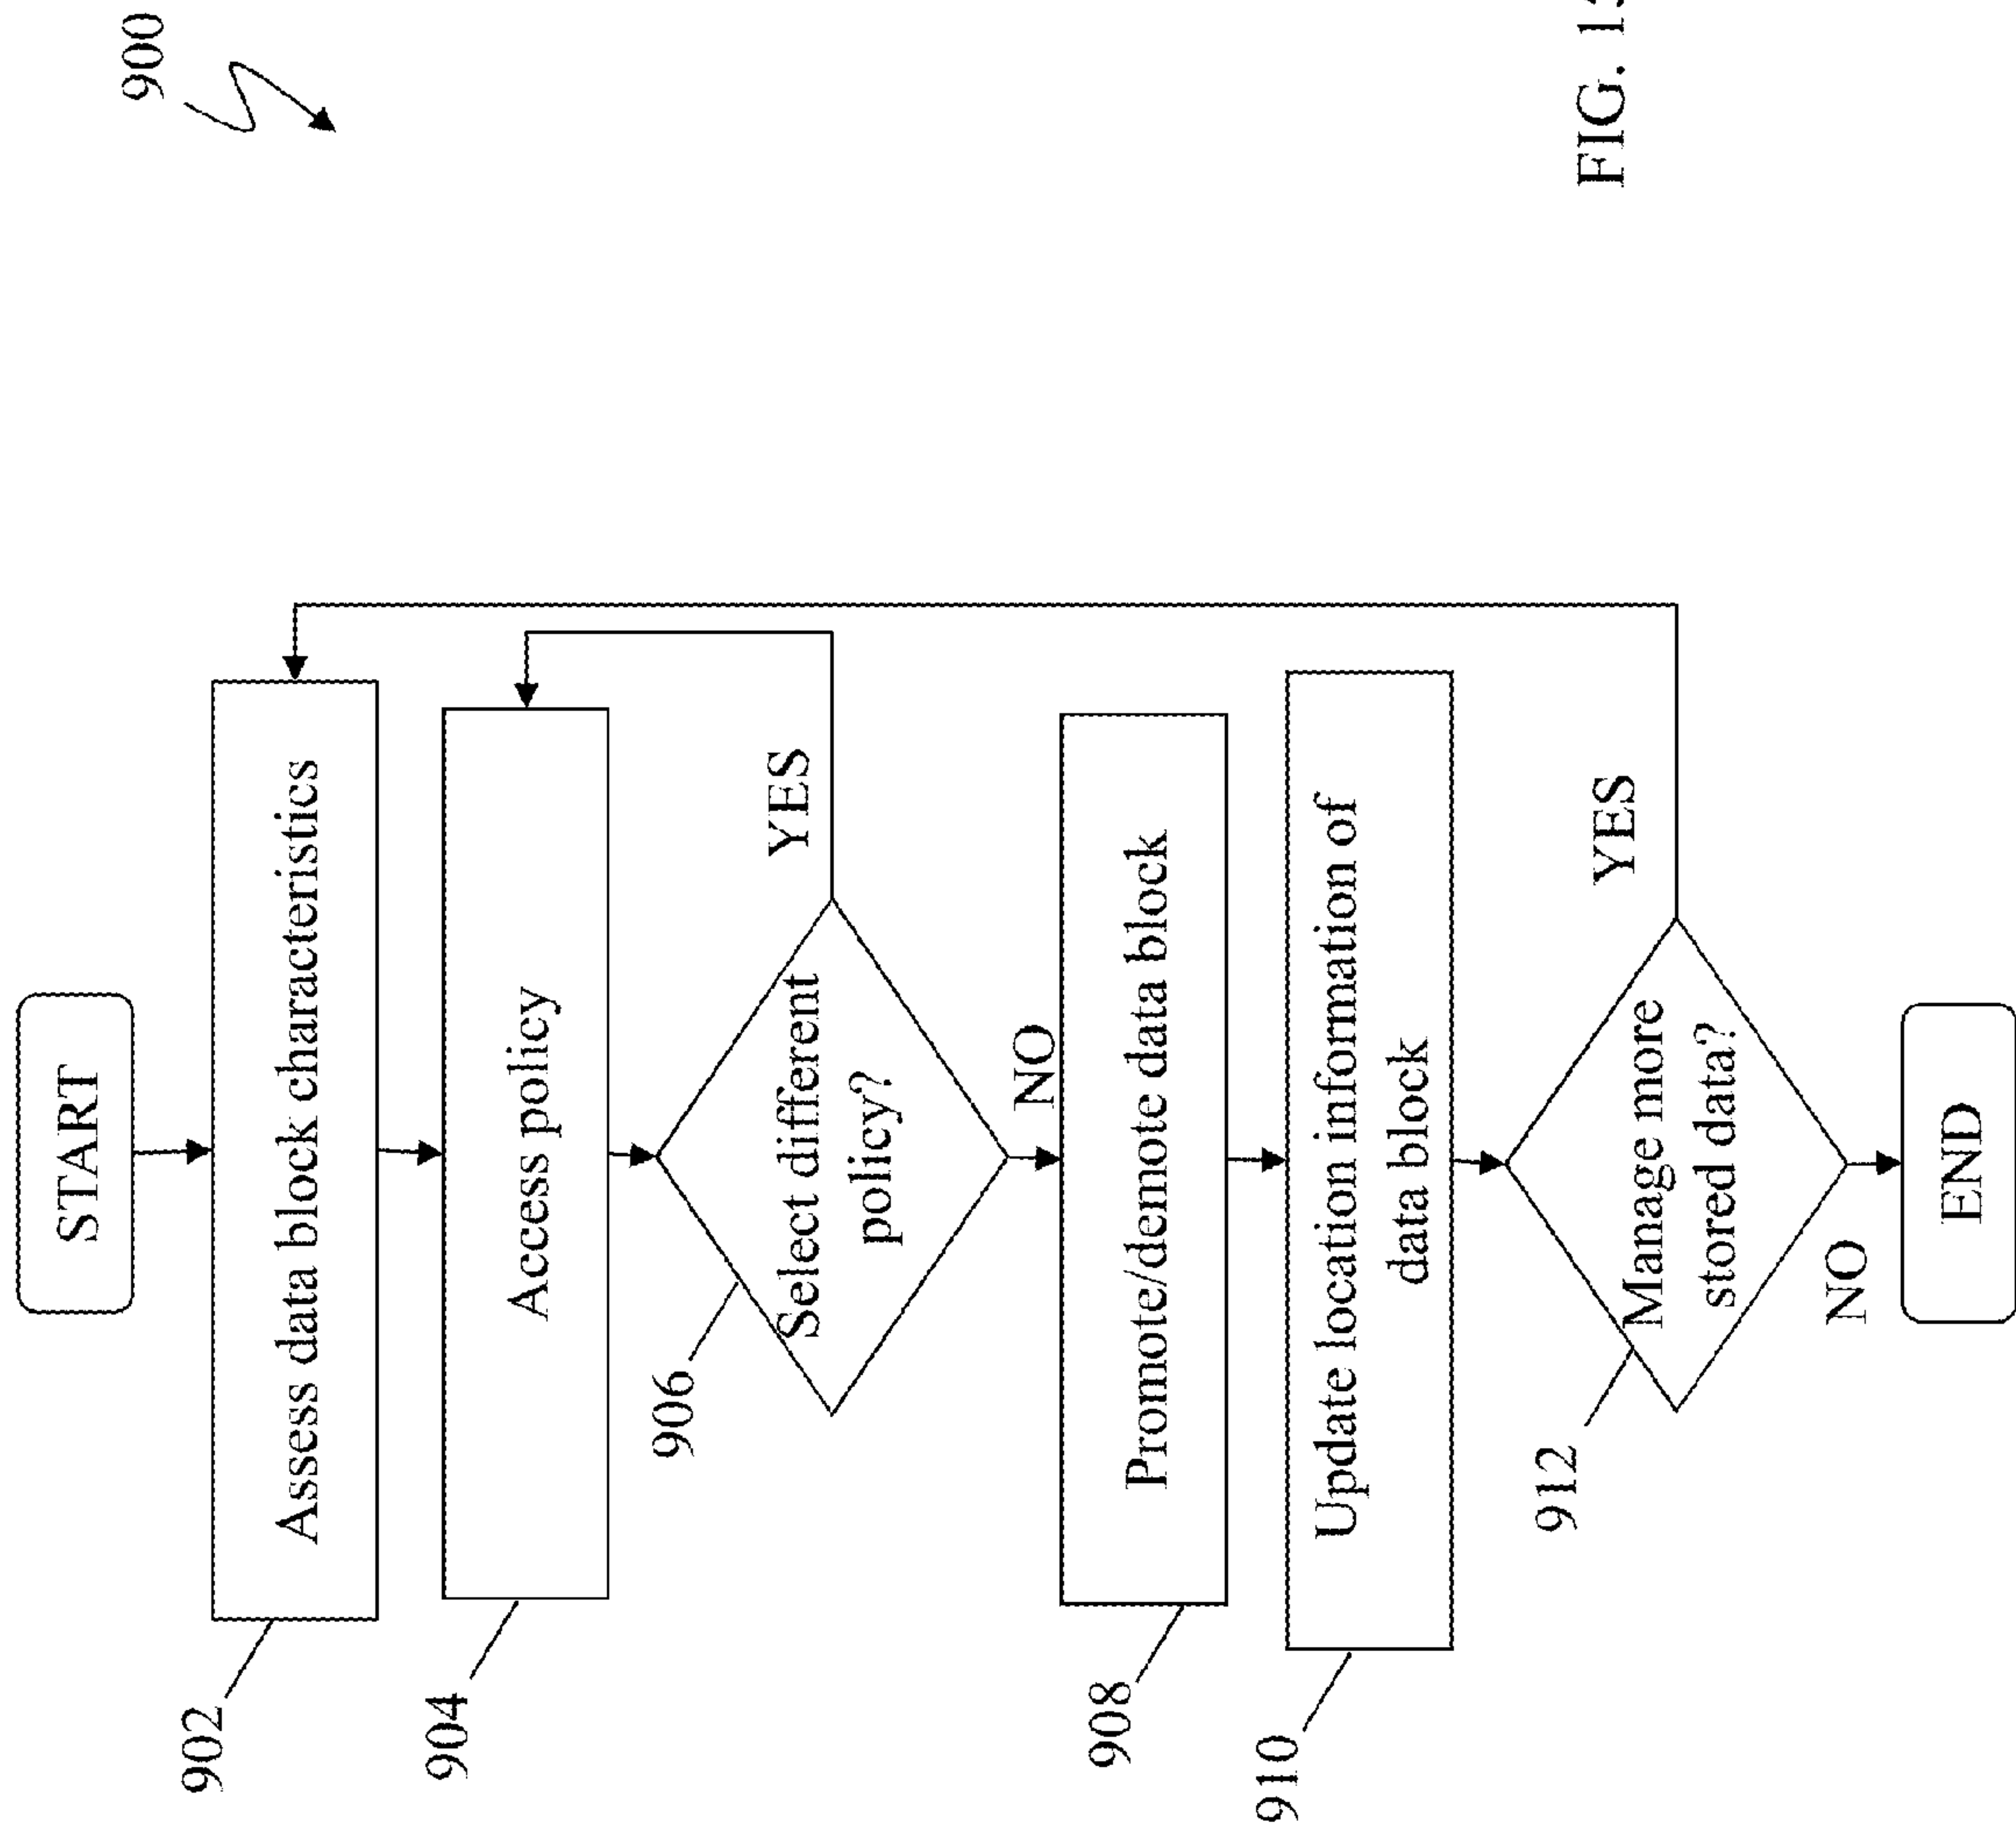 900
START
902
Assess data block characteristics
904
Access policy
906
Select different
policy?
YES
NO
908
Promote/demote data block
910
Update location information of
data block
912
Manage more
stored data?
YES
NO
END
FIG.